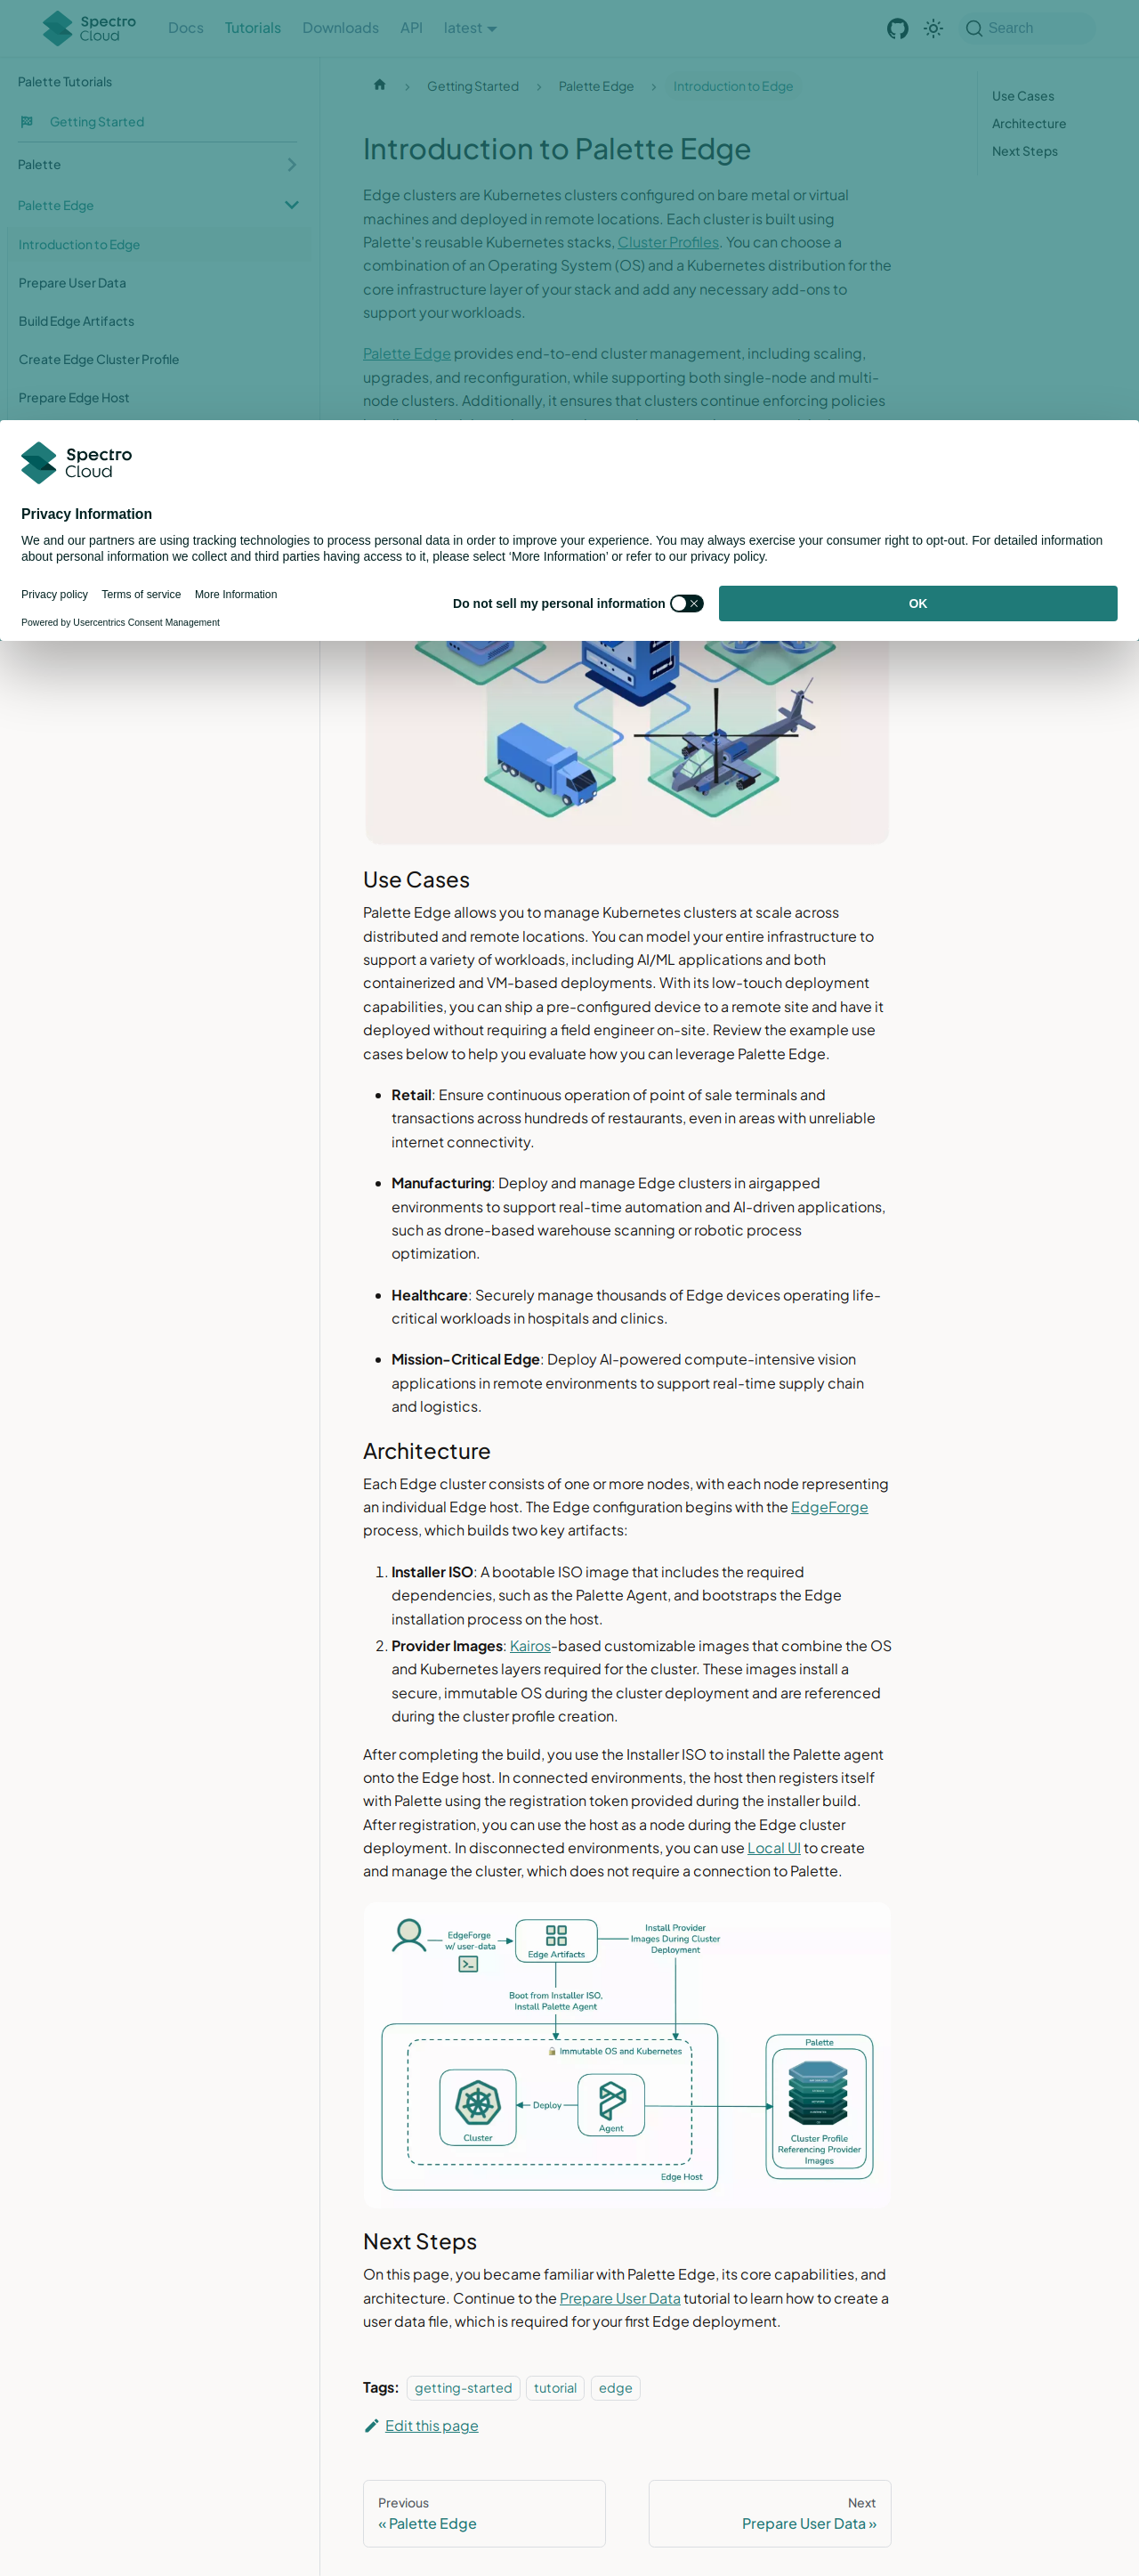 Spectro Cloud
Docs Tutorials Downloads API latest
Search
Palette Tutorials
Getting Started
Palette
Palette Edge
Introduction to Edge
Prepare User Data
Build Edge Artifacts
Create Edge Cluster Profile
Prepare Edge Host
Getting Started > Palette Edge > Introduction to Edge
Use Cases
Architecture
Next Steps
Introduction to Palette Edge
Edge clusters are Kubernetes clusters configured on bare metal or virtual
machines and deployed in remote locations. Each cluster is built using
Palette's reusable Kubernetes stacks, Cluster Profiles. You can choose a
combination of an Operating System (OS) and a Kubernetes distribution for the
core infrastructure layer of your stack and add any necessary add-ons to
support your workloads.
Palette Edge provides end-to-end cluster management, including scaling,
upgrades, and reconfiguration, while supporting both single-node and multi-
node clusters. Additionally, it ensures that clusters continue enforcing policies
Spectro Cloud
Privacy Information
We and our partners are using tracking technologies to process personal data in order to improve your experience. You may always exercise your consumer right to opt-out. For detailed information
about personal information we collect and third parties having access to it, please select ‘More Information’ or refer to our privacy policy.
Privacy policy Terms of service More Information
Powered by Usercentrics Consent Management
Do not sell my personal information
OK
Use Cases
Palette Edge allows you to manage Kubernetes clusters at scale across
distributed and remote locations. You can model your entire infrastructure to
support a variety of workloads, including AI/ML applications and both
containerized and VM-based deployments. With its low-touch deployment
capabilities, you can ship a pre-configured device to a remote site and have it
deployed without requiring a field engineer on-site. Review the example use
cases below to help you evaluate how you can leverage Palette Edge.
• Retail: Ensure continuous operation of point of sale terminals and
transactions across hundreds of restaurants, even in areas with unreliable
internet connectivity.
• Manufacturing: Deploy and manage Edge clusters in airgapped
environments to support real-time automation and AI-driven applications,
such as drone-based warehouse scanning or robotic process
optimization.
• Healthcare: Securely manage thousands of Edge devices operating life-
critical workloads in hospitals and clinics.
• Mission-Critical Edge: Deploy AI-powered compute-intensive vision
applications in remote environments to support real-time supply chain
and logistics.
Architecture
Each Edge cluster consists of one or more nodes, with each node representing
an individual Edge host. The Edge configuration begins with the EdgeForge
process, which builds two key artifacts:
1. Installer ISO: A bootable ISO image that includes the required
dependencies, such as the Palette Agent, and bootstraps the Edge
installation process on the host.
2. Provider Images: Kairos-based customizable images that combine the OS
and Kubernetes layers required for the cluster. These images install a
secure, immutable OS during the cluster deployment and are referenced
during the cluster profile creation.
After completing the build, you use the Installer ISO to install the Palette agent
onto the Edge host. In connected environments, the host then registers itself
with Palette using the registration token provided during the installer build.
After registration, you can use the host as a node during the Edge cluster
deployment. In disconnected environments, you can use Local UI to create
and manage the cluster, which does not require a connection to Palette.
EdgeForge
w/ user-data
Edge Artifacts
Install Provider
Images During Cluster
Deployment
Boot from Installer ISO,
Install Palette Agent
Immutable OS and Kubernetes
Cluster
Deploy
Agent
Edge Host
Palette
Cluster Profile
Referencing Provider
Images
Next Steps
On this page, you became familiar with Palette Edge, its core capabilities, and
architecture. Continue to the Prepare User Data tutorial to learn how to create a
user data file, which is required for your first Edge deployment.
Tags: getting-started tutorial edge
Edit this page
Previous
« Palette Edge
Next
Prepare User Data »